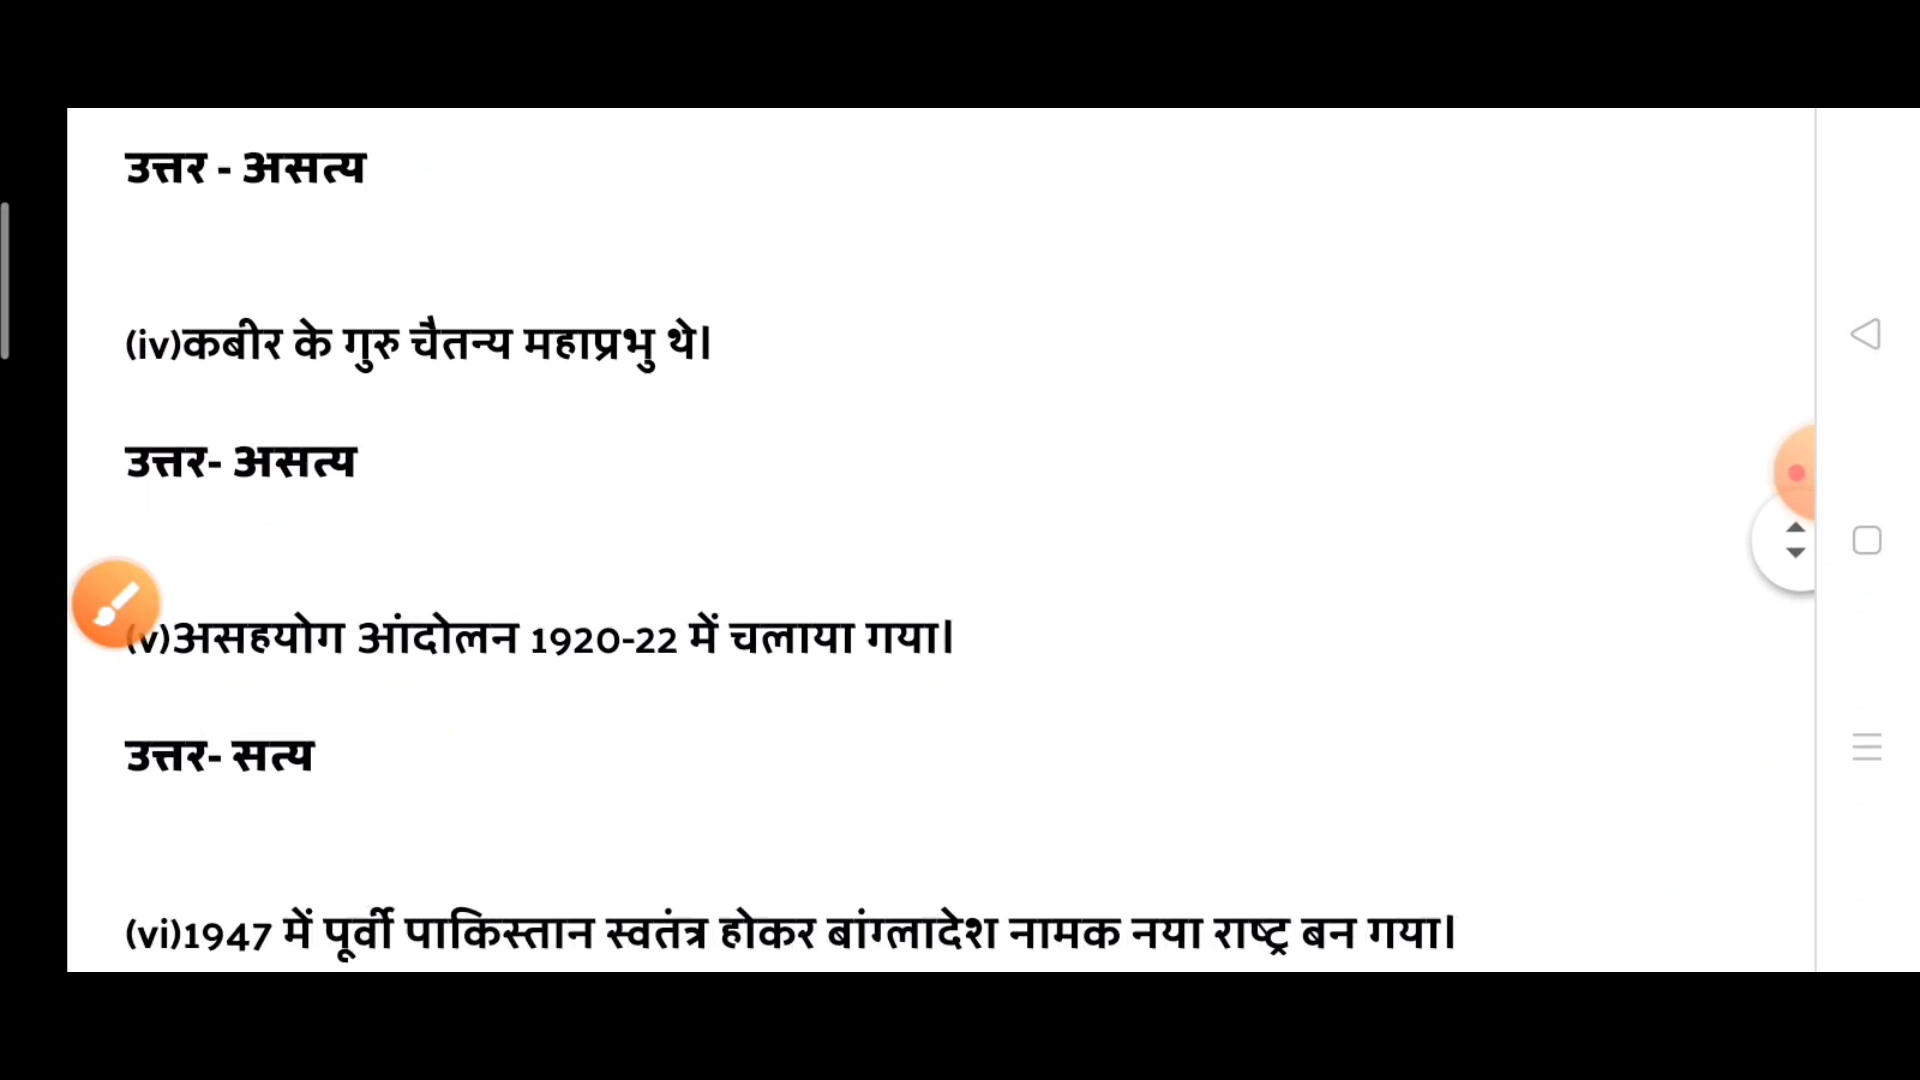 उत्तर - असत्य
(iv)कबीर के गुरु चैतन्य महाप्रभु थे।
उत्तर- असत्य
(v)असहयोग आंदोलन 1920-22 में चलाया गया।
उत्तर- सत्य
(vi)1947 में पूर्वी पाकिस्तान स्वतंत्र होकर बांग्लादेश नामक नया राष्ट्र बन गया।